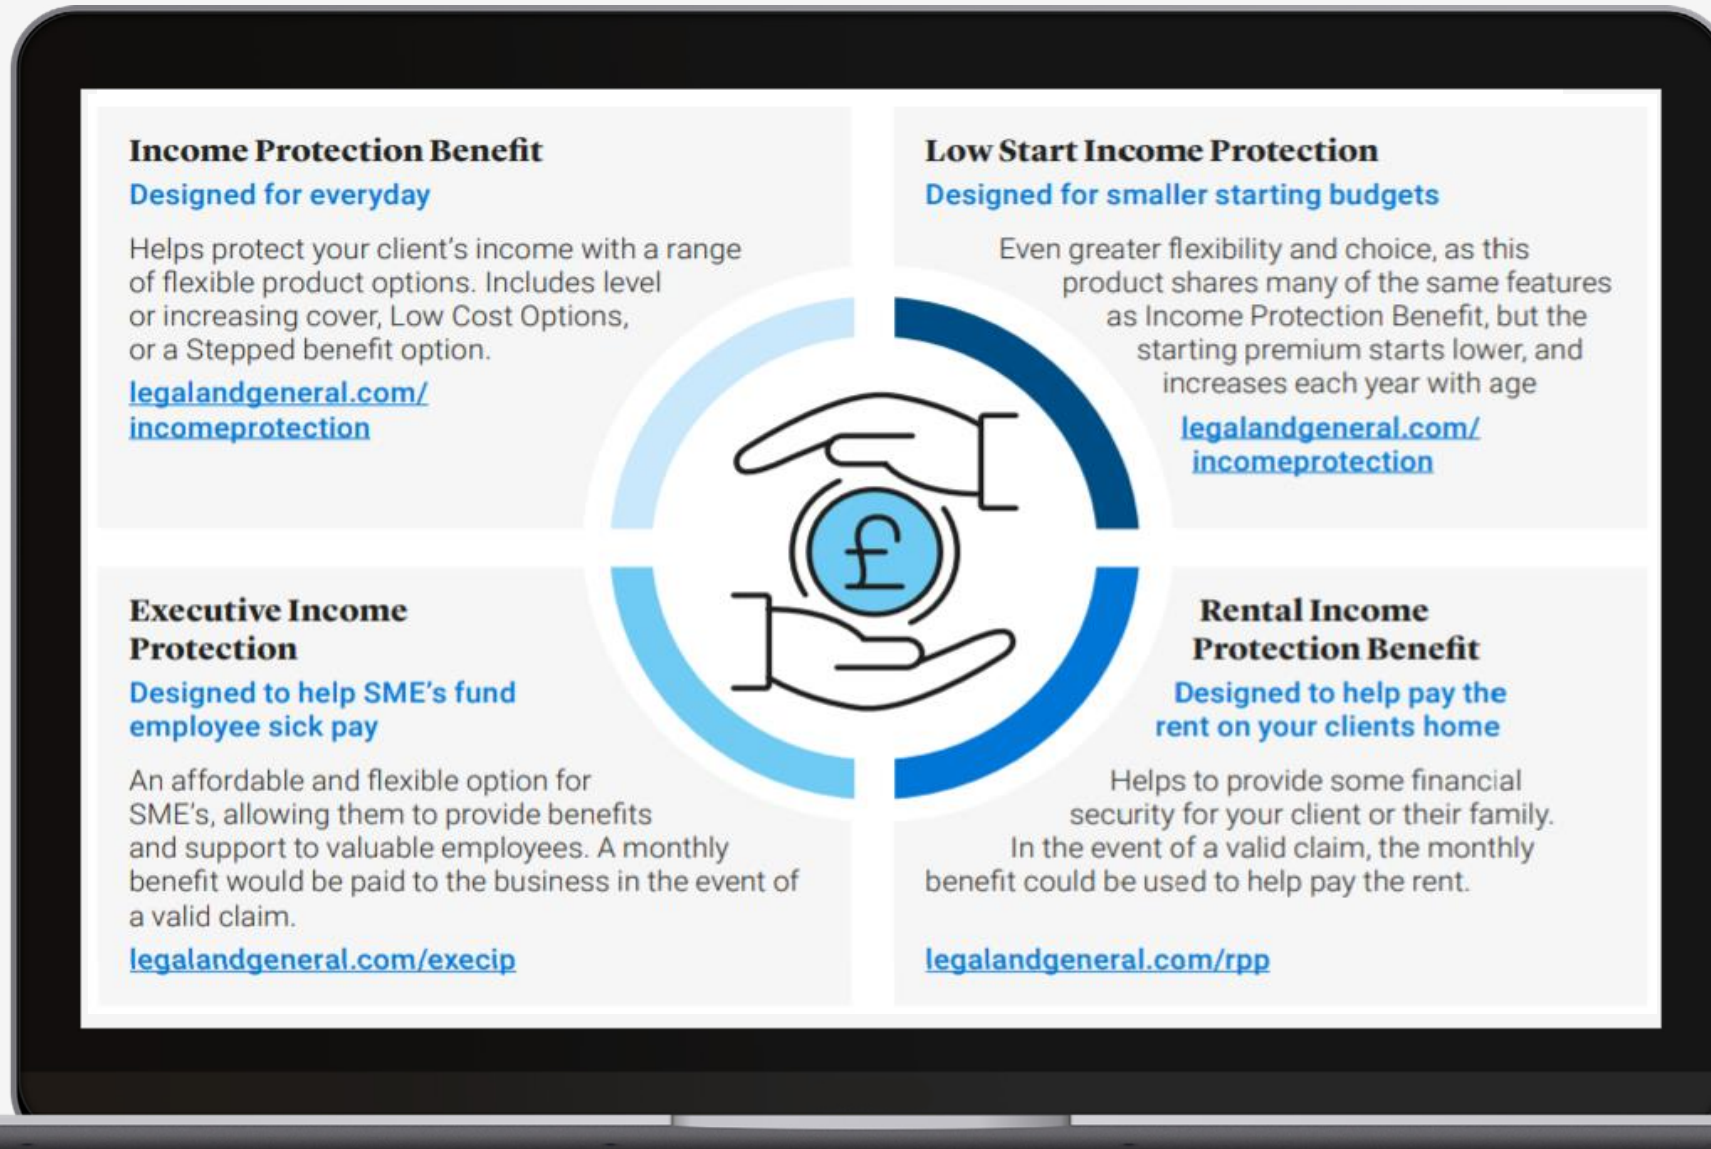 Income Protection Benefit
Designed for everyday
Helps protect your client's income with a range
of flexible product options. Includes level
or increasing cover, Low Cost Options,
or a Stepped benefit option.
legalandgeneral.com/
incomeprotection
Low Start Income Protection
Designed for smaller starting budgets
Even greater flexibility and choice, as this
product shares many of the same features
as Income Protection Benefit, but the
starting premium starts lower, and
increases each year with age
legalandgeneral.com/
incomeprotection
£
Executive Income
Protection
Designed to help SME's fund
employee sick pay
An affordable and flexible option for
SME's, allowing them to provide benefits
and support to valuable employees. A monthly
benefit would be paid to the business in the event of
a valid claim.
legalandgeneral.com/execip
Rental Income
Protection Benefit
Designed to help pay the
rent on your clients home
Helps to provide some financial
security for your client or their family.
In the event of a valid claim, the monthly
benefit could be used to help pay the rent.
legalandgeneral.com/rpp